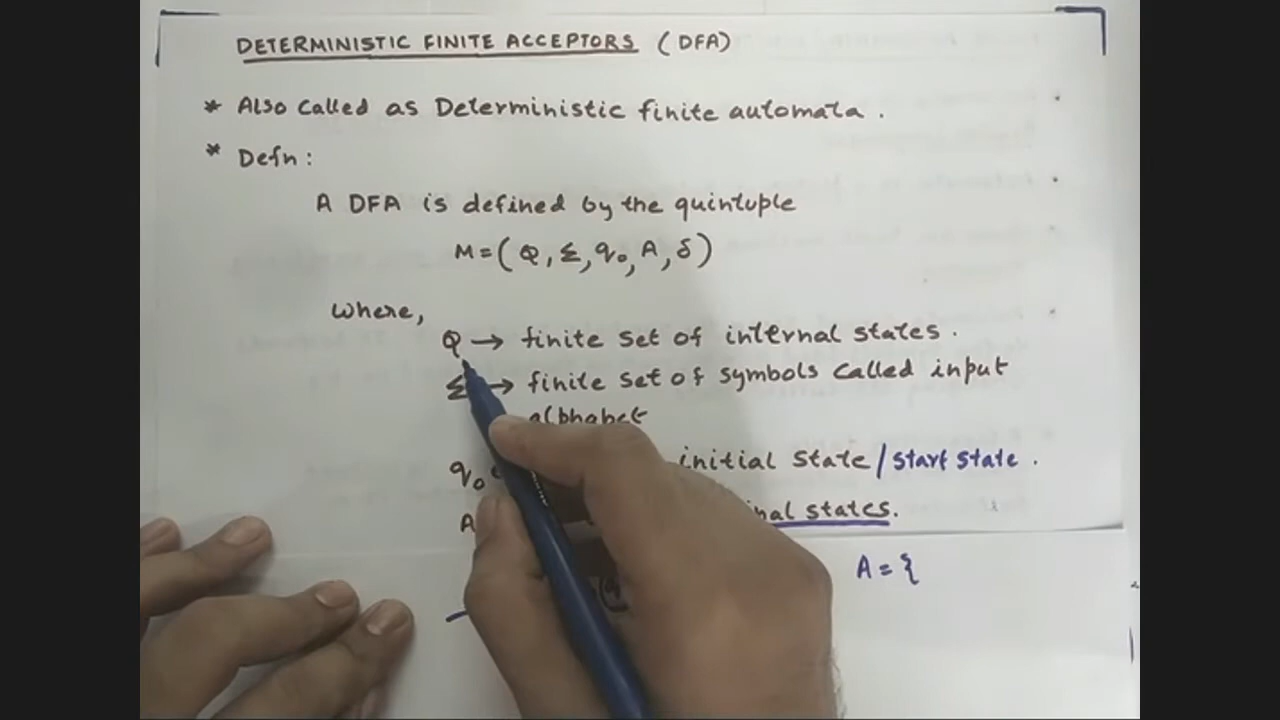 DETERMINISTIC FINITE ACCEPTORS (DFA)
* Also called as Deterministic finite automata.
* Defn:
A DFA is defined by the quintuple
M = (Q, Σ, q₀, A, δ)
where,
Q → finite set of internal states.
Σ → finite set of symbols called input
alphabet
q₀ initial state/start state.
A states.
A = {